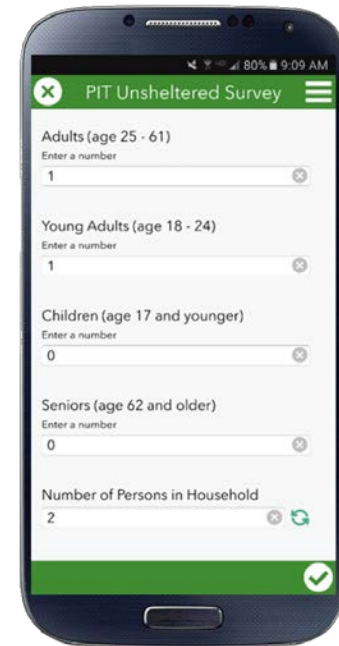 80% 9:09 AM
PIT Unsheltered Survey
Adults (age 25 - 61)
Enter a number
1
Young Adults (age 18 - 24)
Enter a number
1
Children (age 17 and younger)
Enter a number
0
Seniors (age 62 and older)
Enter a number
0
Number of Persons in Household
2